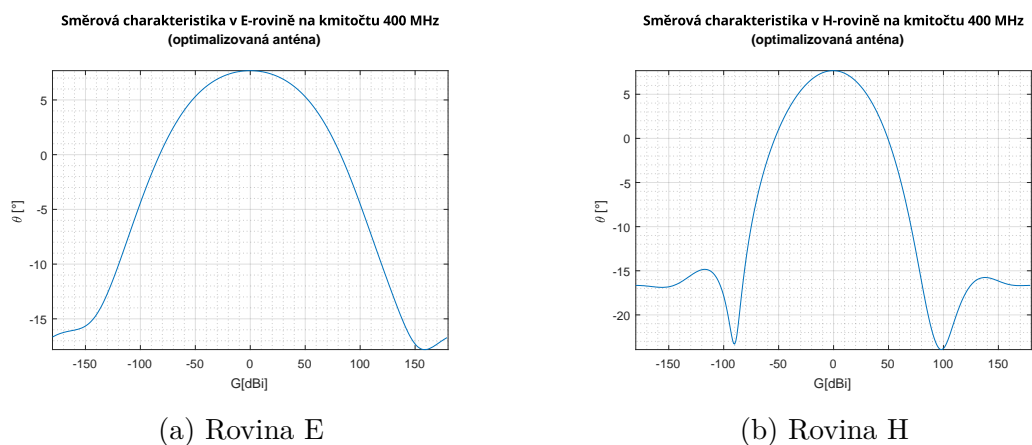 Směrová charakteristika v E-rovině na kmitočtu 400 MHz
(optimalizovaná anténa)
5
0
-5
-10
-15
θ [°]
-150
-100
-50
0
50
100
150
G[dBi]
(a) Rovina E
Směrová charakteristika v H-rovině na kmitočtu 400 MHz
(optimalizovaná anténa)
5
0
-5
-10
-15
-20
θ [°]
-150
-100
-50
0
50
100
150
G[dBi]
(b) Rovina H